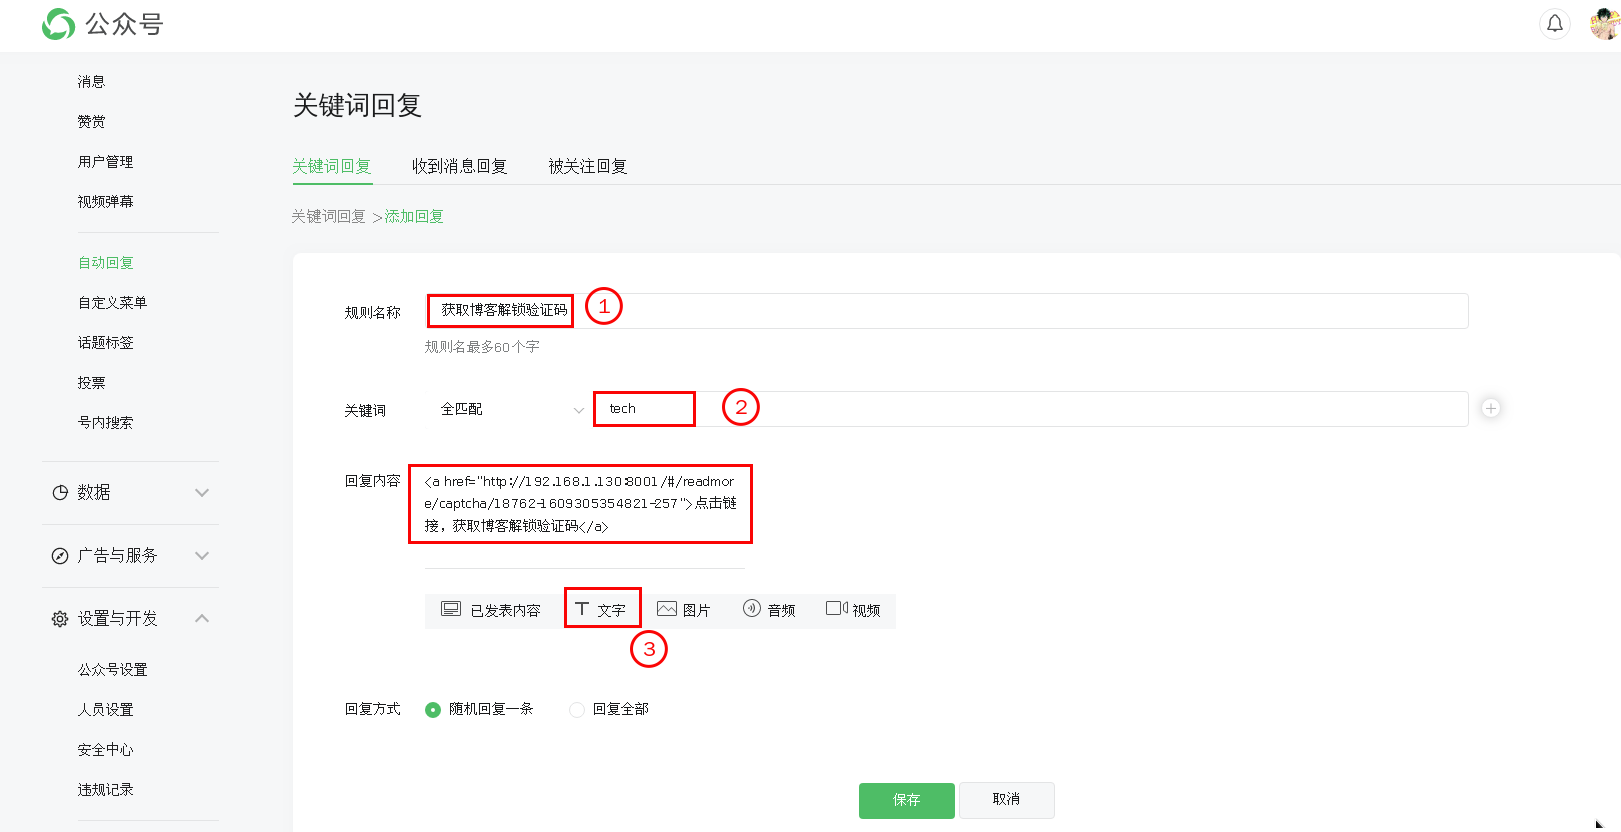 公众号
消息
赞赏
用户管理
视频弹幕
自动回复
自定义菜单
话题标签
投票
号内搜索
数据
广告与服务
设置与开发
公众号设置
人员设置
安全中心
违规记录
关键词回复
关键词回复 收到消息回复 被关注回复
关键词回复 >添加回复
规则名称 获取博客解锁验证码 1
规则名最多60个字
关键词 全匹配 tech 2
回复内容 <a href="http://192.168.1.130:8001/#/readmor
e/captcha/18762-1609305354821-257">点击链
接，获取博客解锁验证码</a>
已发表内容 文字 图片 音频 视频
3
回复方式 随机回复一条 回复全部
保存 取消